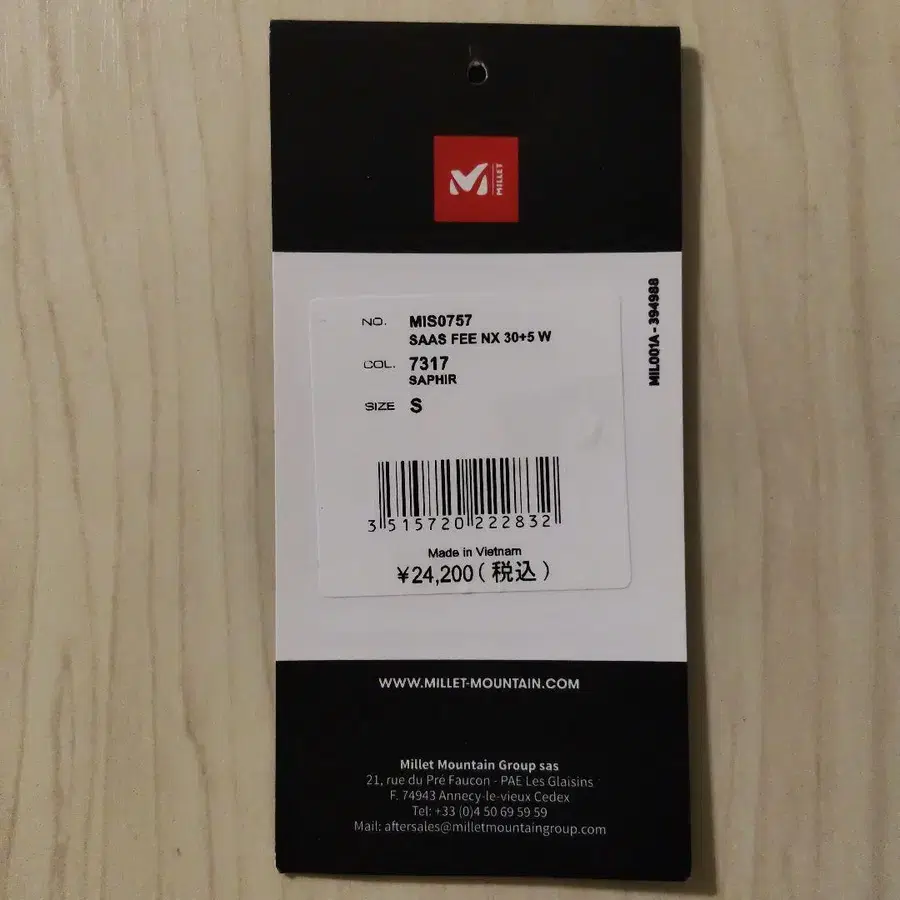 MILLET
NO. MIS0757
SAAS FEE NX 30+5 W
COL. 7317
SAPHIR
SIZE S
3 515720 222832
Made in Vietnam
¥24,200(税込)
MIL001A - 394988
WWW.MILLET-MOUNTAIN.COM
Millet Mountain Group sas
21, rue du Pré Faucon - PAE Les Glaisins
F. 74943 Annecy-le-vieux Cedex
Tel: +33 (0)4 50 69 59 59
Mail: aftersales@milletmountaingroup.com